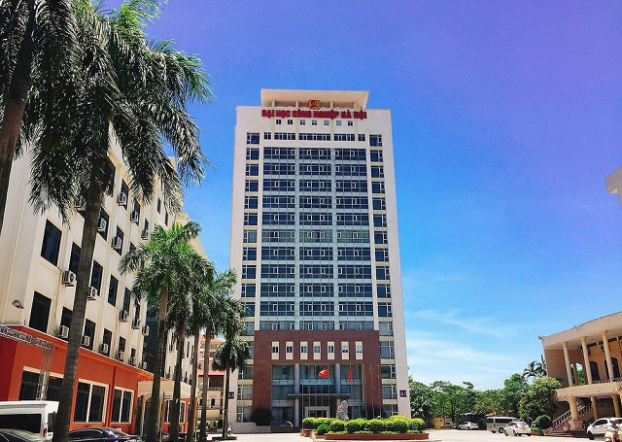 ĐẠI HỌC CÔNG NGHIỆP HÀ NỘI